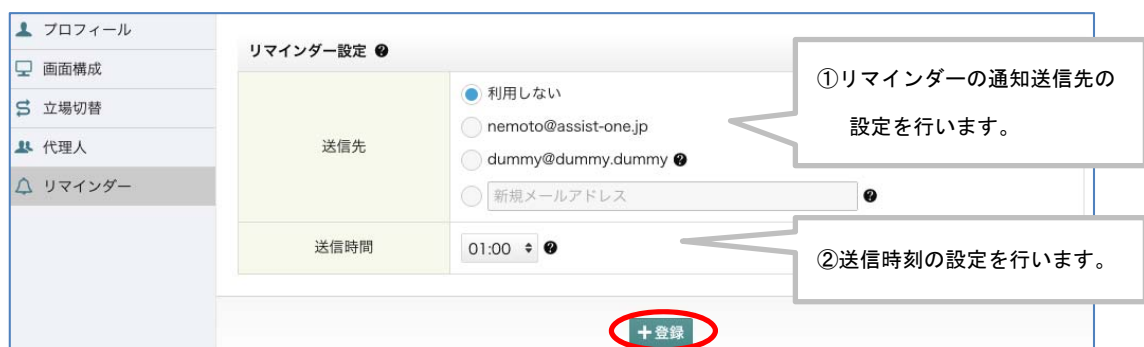 プロフィール
画面構成
立場切替
代理人
リマインダー
リマインダー設定 ?
送信先
利用しない
nemoto@assist-one.jp
dummy@dummy.dummy ?
新規メールアドレス ?
送信時間
01:00 ?
+登録
①リマインダーの通知送信先の
設定を行います。
②送信時刻の設定を行います。